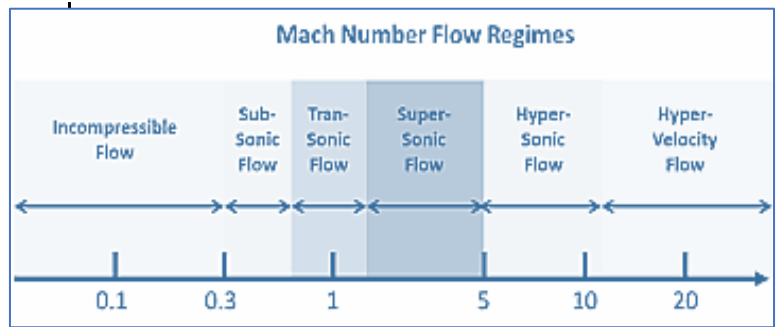 Mach Number Flow Regimes
Incompressible
Flow
Sub-
Sonic
Flow
Tran-
Sonic
Flow
Super-
Sonic
Flow
Hyper-
Sonic
Flow
Hyper-
Velocity
Flow
0.1 0.3 1 5 10 20